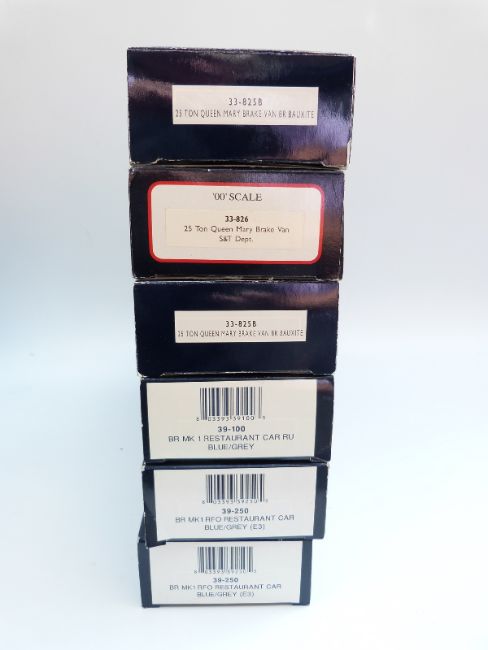 33-825B
25 TON QUEEN MARY BRAKE VAN BR BAUXITE
'00' SCALE
33-826
25 Ton Queen Mary Brake Van
S&T Dept.
33-825B
25 TON QUEEN MARY BRAKE VAN BR BAUXITE
39-100
BR MK 1 RESTAURANT CAR RU
BLUE/GREY
39-250
BR MK1 RFO RESTAURANT CAR
BLUE/GREY (E3)
39-250
BR MK1 RFO RESTAURANT CAR
BLUE/GREY (E3)